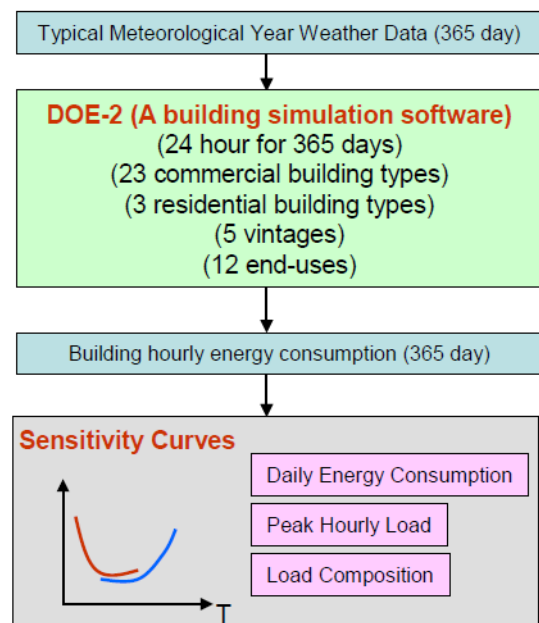 Typical Meteorological Year Weather Data (365 day)
DOE-2 (A building simulation software)
(24 hour for 365 days)
(23 commercial building types)
(3 residential building types)
(5 vintages)
(12 end-uses)
Building hourly energy consumption (365 day)
Sensitivity Curves
Daily Energy Consumption
Peak Hourly Load
Load Composition
T